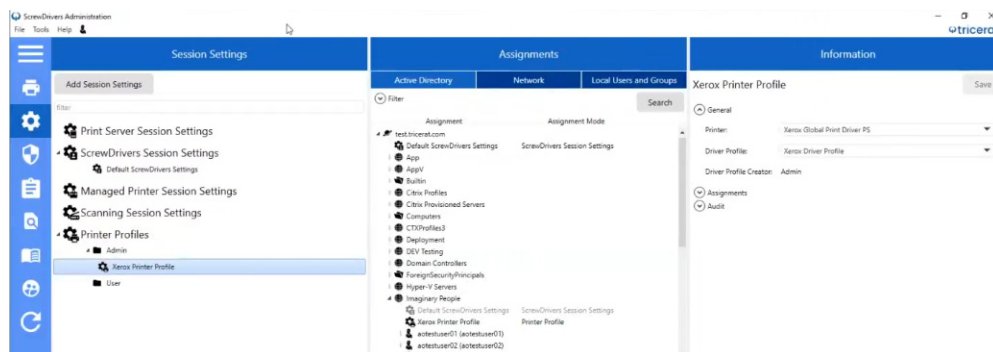 ScrewDrivers Administration
File Tools Help
tricerat
Session Settings
Add Session Settings
filter
Print Server Session Settings
ScrewDrivers Session Settings
Default ScrewDrivers Settings
Managed Printer Session Settings
Scanning Session Settings
Printer Profiles
Admin
Xerox Printer Profile
User
Assignments
Active Directory Network Local Users and Groups
Filter
Search
Assignment Assignment Mode
test.tricerat.com
Default ScrewDrivers Settings ScrewDrivers Session Settings
App
AppV
Builtin
Citrix Profiles
Citrix Provisioned Servers
Computers
CTXProfiles3
Deployment
DEV Testing
Domain Controllers
ForeignSecurityPrincipals
Hyper-V Servers
Imaginary People
Default ScrewDrivers Settings ScrewDrivers Session Settings
Xerox Printer Profile Printer Profile
aotestuser01 (aotestuser01)
aotestuser02 (aotestuser02)
Information
Xerox Printer Profile
Save
General
Printer: Xerox Global Print Driver PS
Driver Profile: Xerox Driver Profile
Driver Profile Creator: Admin
Assignments
Audit